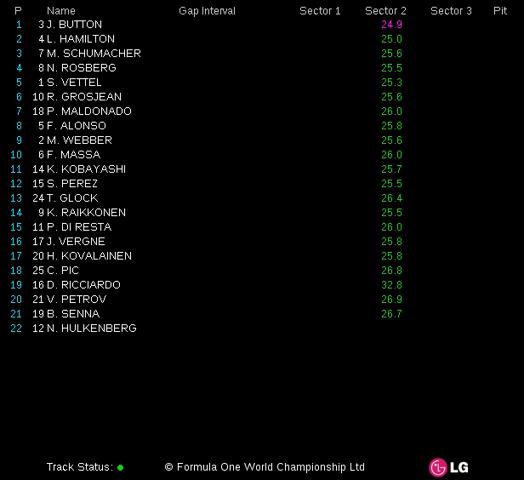 P Name Gap Interval Sector 1 Sector 2 Sector 3 Pit
1 3 J. BUTTON 24.9
2 4 L. HAMILTON 25.0
3 7 M. SCHUMACHER 25.6
4 8 N. ROSBERG 25.5
5 1 S. VETTEL 25.3
6 10 R. GROSJEAN 25.6
7 18 P. MALDONADO 26.0
8 5 F. ALONSO 25.8
9 2 M. WEBBER 25.6
10 6 F. MASSA 26.0
11 14 K. KOBAYASHI 25.7
12 15 S. PEREZ 25.5
13 24 T. GLOCK 26.4
14 9 K. RAIKKONEN 25.5
15 11 P. DI RESTA 26.0
16 17 J. VERGNE 25.8
17 20 H. KOVALAINEN 25.8
18 25 C. PIC 26.8
19 16 D. RICCIARDO 32.8
20 21 V. PETROV 26.9
21 19 B. SENNA 26.7
22 12 N. HULKENBERG
Track Status: © Formula One World Championship Ltd LG